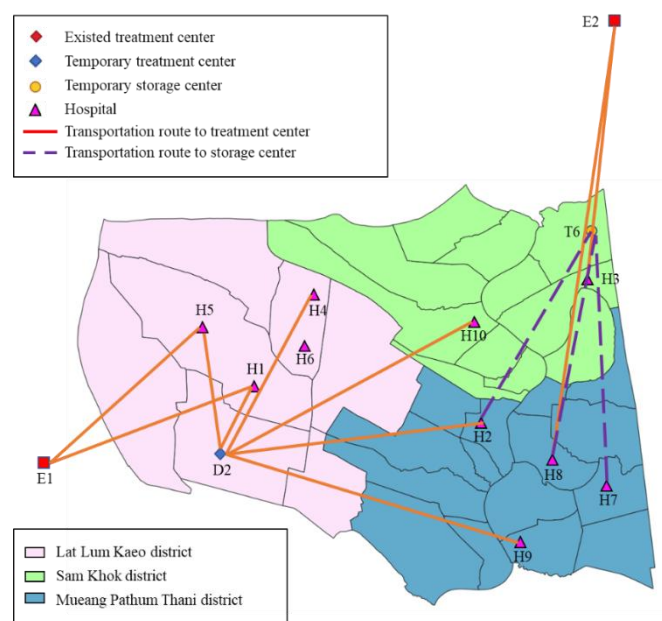 E2
Existed treatment center
Temporary treatment center
Temporary storage center
Hospital
Transportation route to treatment center
Transportation route to storage center
T6
H3
H4
H5
H10
H6
H1
H2
D2
H8
E1
H7
H9
Lat Lum Kaeo district
Sam Khok district
Mueang Pathum Thani district